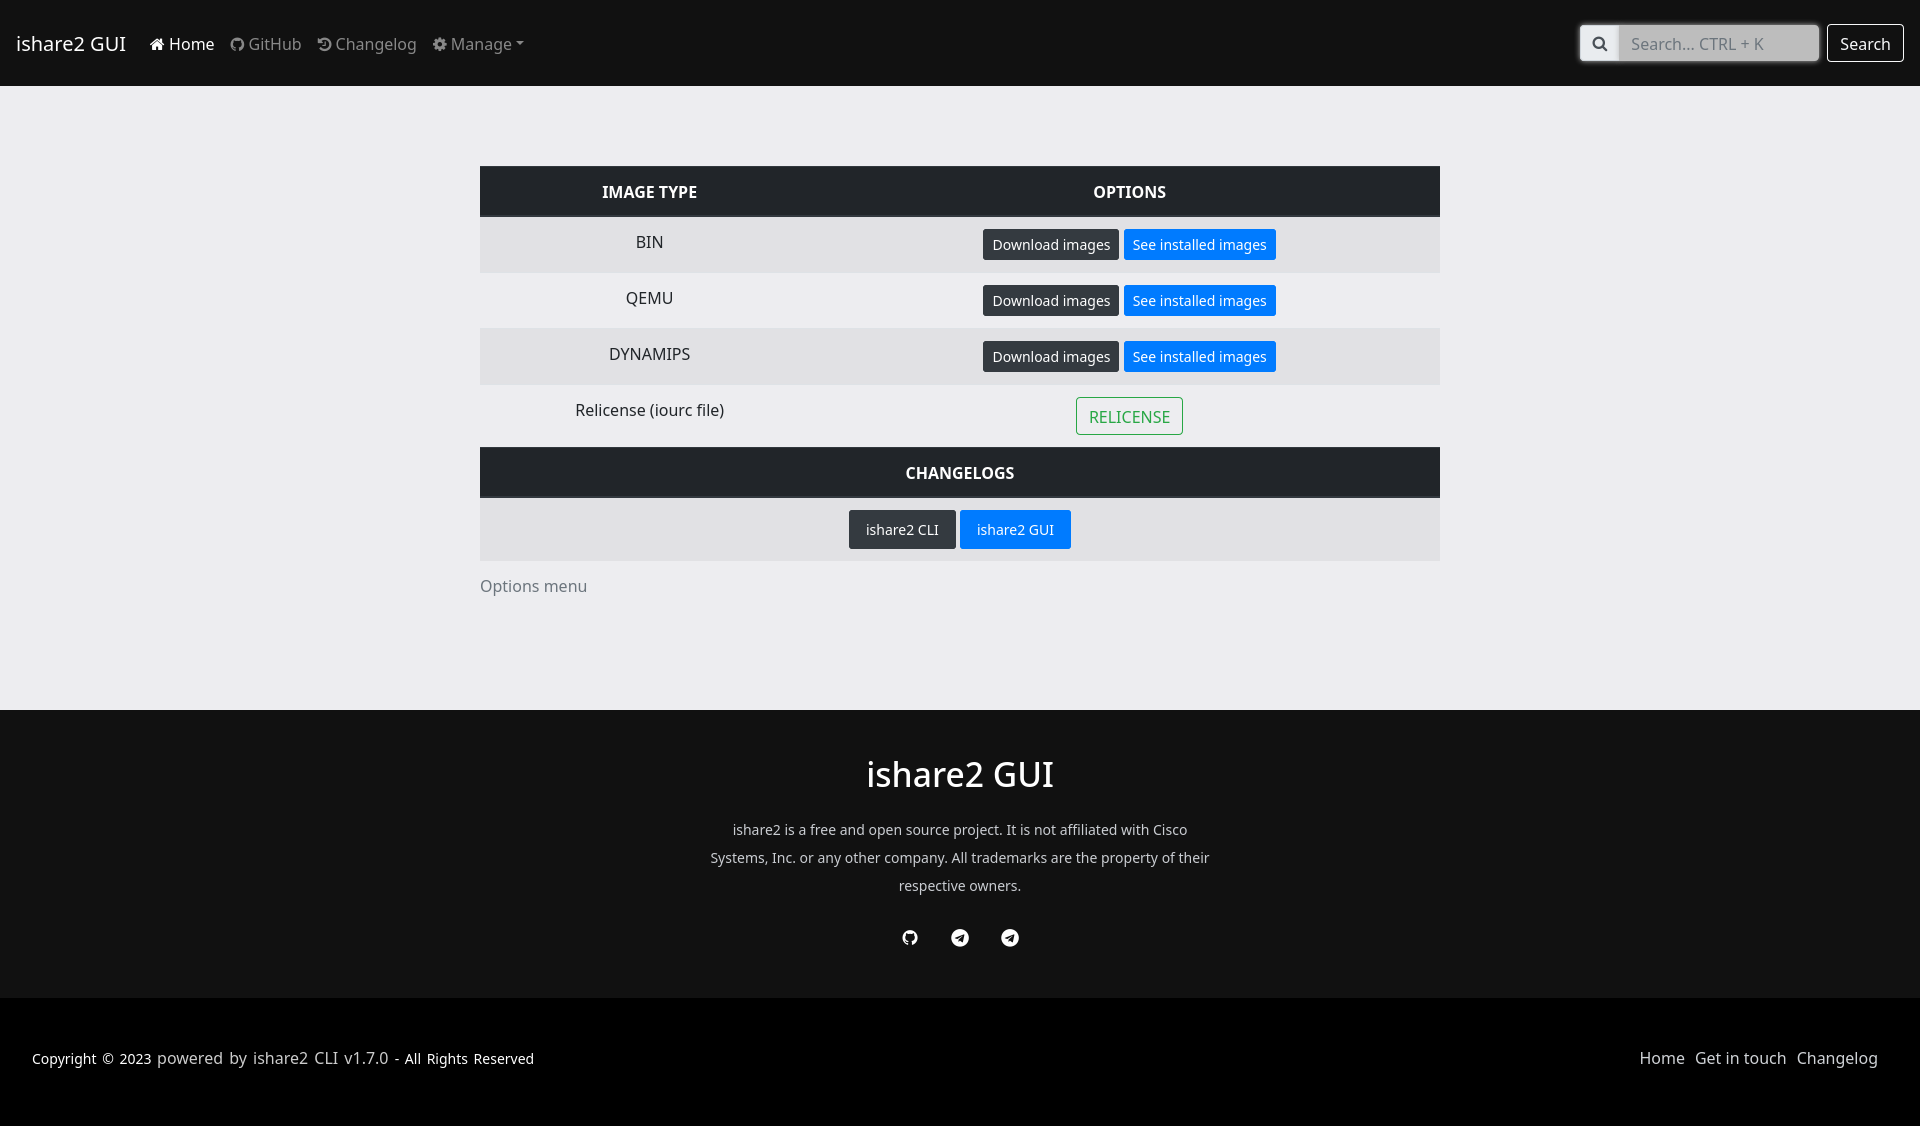 ishare2 GUI Home GitHub Changelog Manage Search... CTRL + K Search
IMAGE TYPE OPTIONS
BIN Download images See installed images
QEMU Download images See installed images
DYNAMIPS Download images See installed images
Relicense (iourc file) RELICENSE
CHANGELOGS
ishare2 CLI ishare2 GUI
Options menu
ishare2 GUI
ishare2 is a free and open source project. It is not affiliated with Cisco
Systems, Inc. or any other company. All trademarks are the property of their
respective owners.
Copyright © 2023 powered by ishare2 CLI v1.7.0 - All Rights Reserved Home Get in touch Changelog